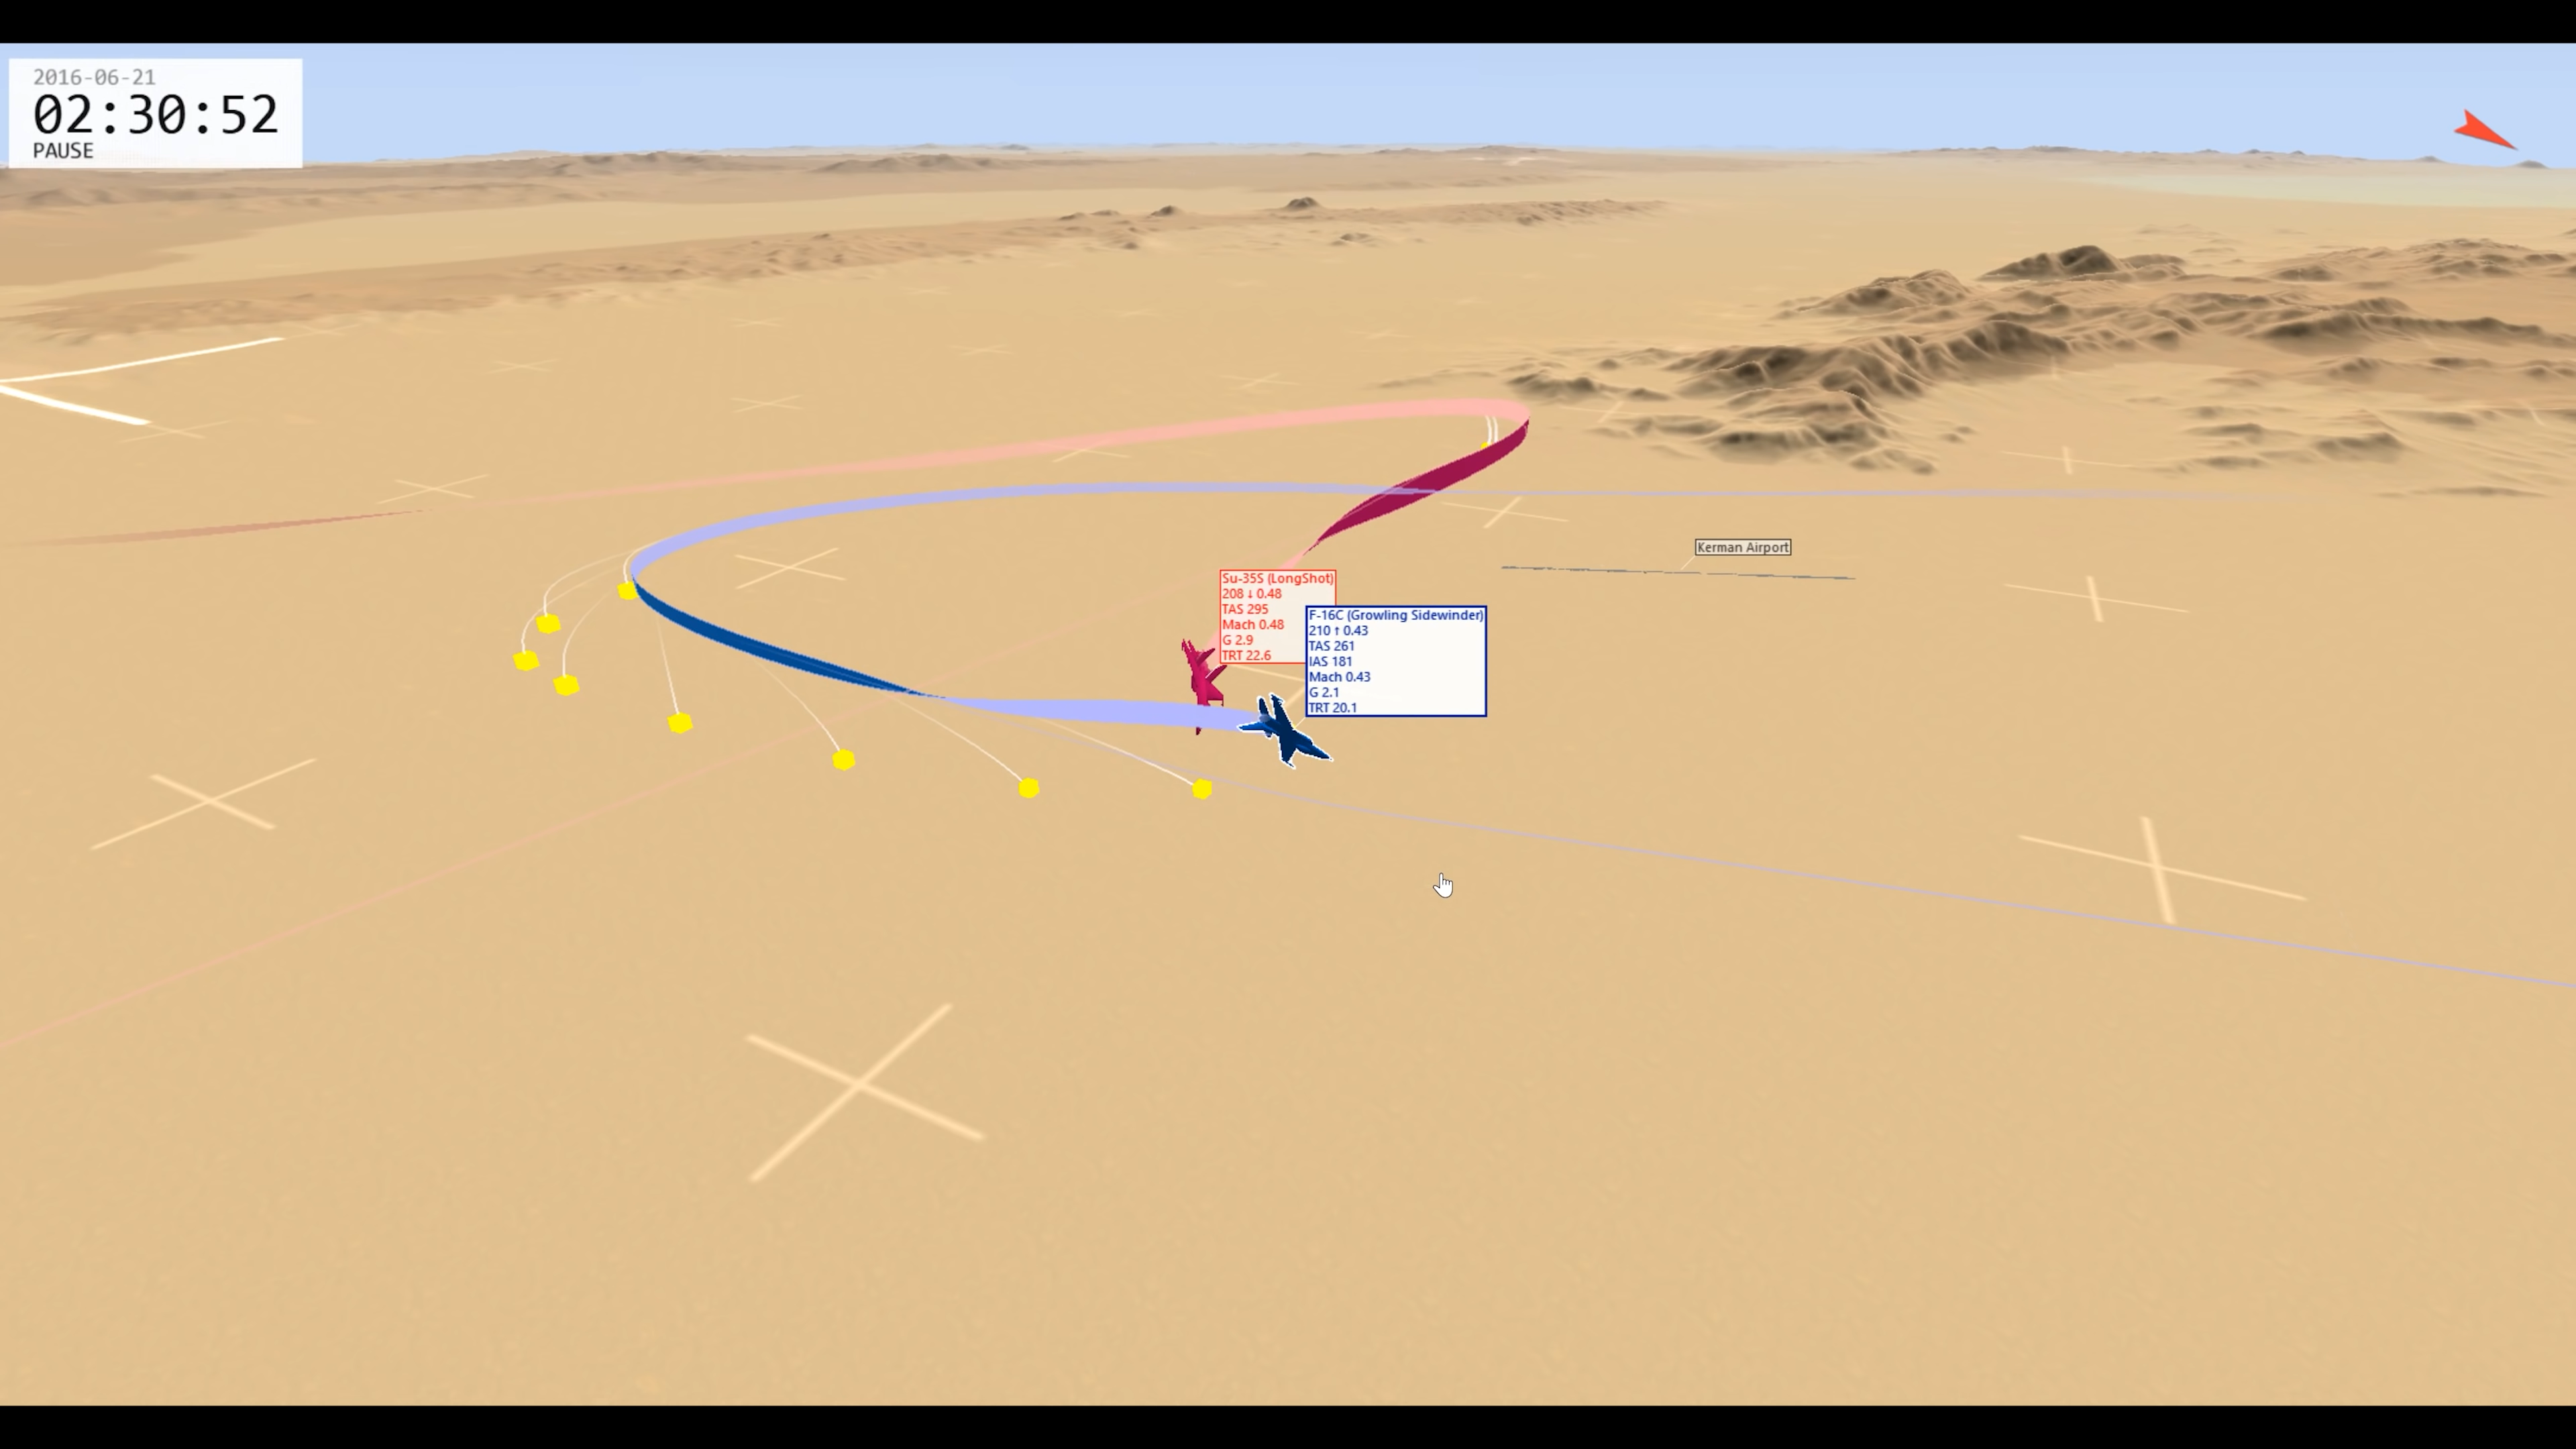 2016-06-21
02:30:52
PAUSE
Kerman Airport
Su-35S (LongShot)
208 ↓ 0.48
TAS 295
Mach 0.48
G 2.9
TRT 22.6
F-16C (Growling Sidewinder)
210 ↑ 0.43
TAS 261
IAS 181
Mach 0.43
G 2.1
TRT 20.1